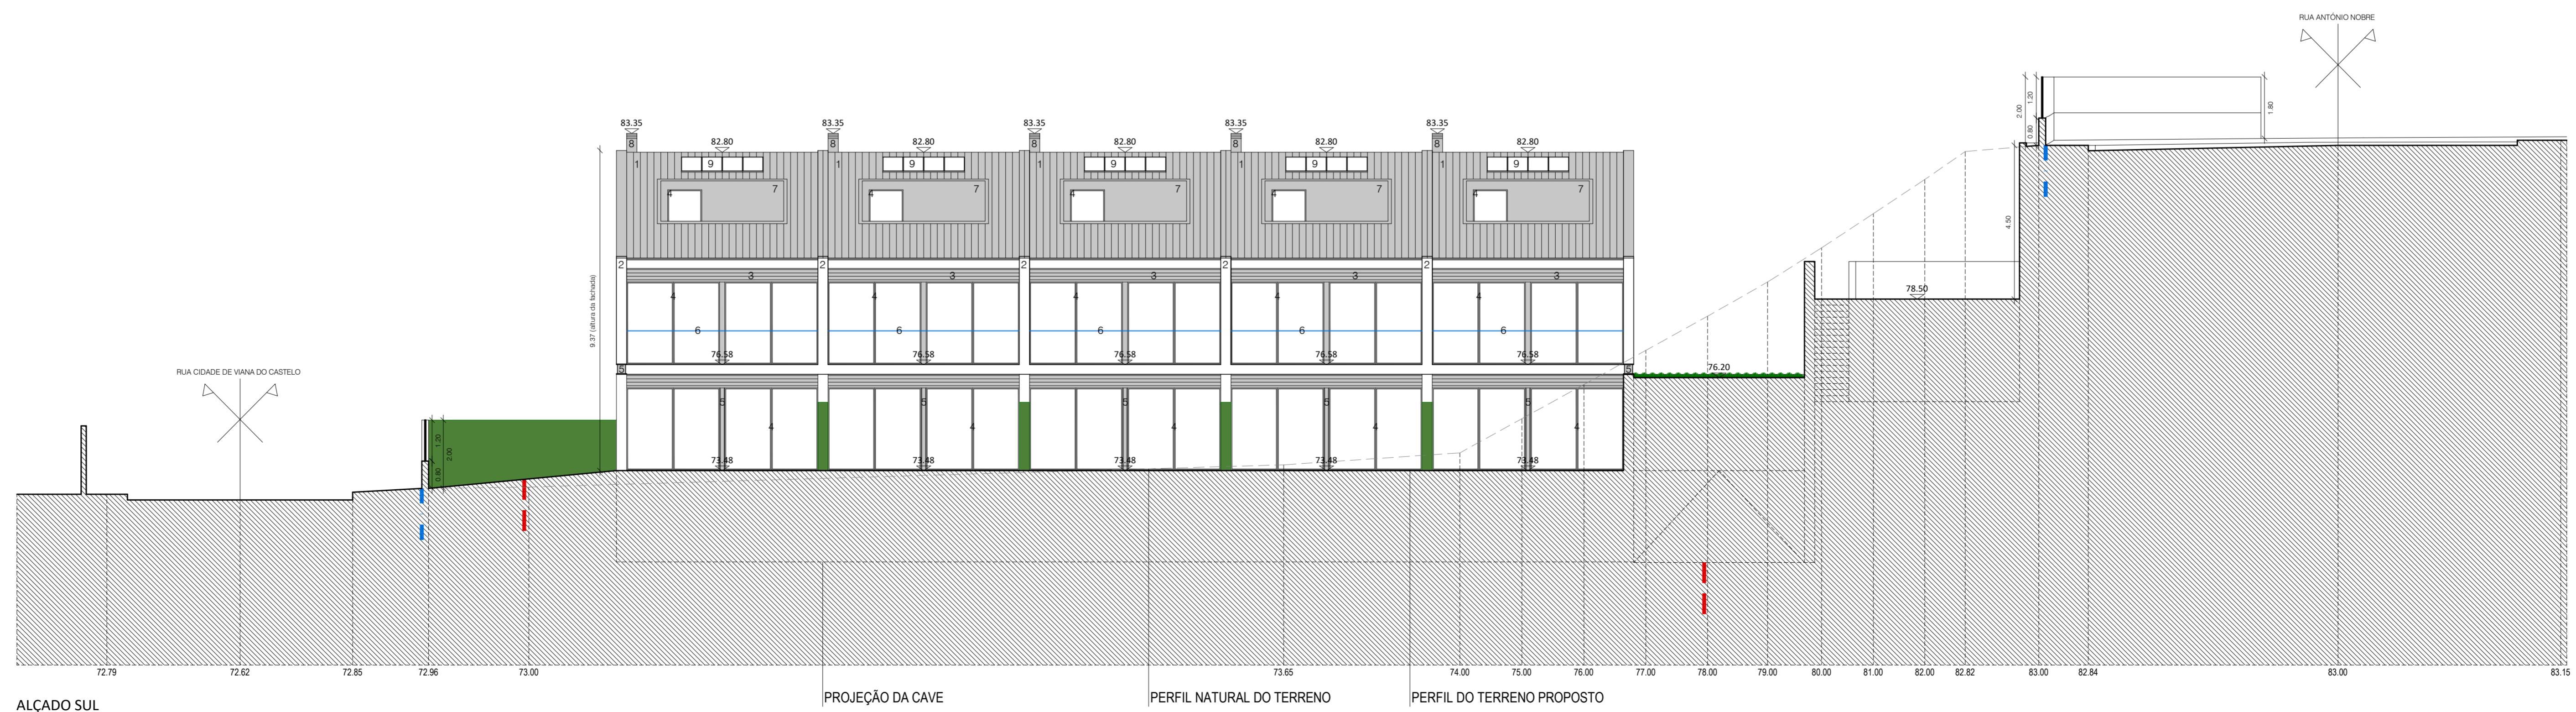 RUA ANTÓNIO NOBRE
2.00
1.20
0.80
1.80
83.35 83.35 83.35 83.35 83.35
82.80 82.80 82.80 82.80 82.80
8 8 8 8 8
1 9 1 9 1 9 1 9 1 9
4 7 4 7 4 7 4 7 4 7
4.50
2 2 2 2 2
3 3 3 3 3
4 4 4 4 4
78.50
9.37 (altura da fachada)
6 6 6 6 6
76.58 76.58 76.58 76.58 76.58
5 5
76.20
RUA CIDADE DE VIANA DO CASTELO
5 5 5 5 5
4 4 4 4 4
1.20
2.00
0.80
73.48 73.48 73.48 73.48 73.48
72.79 72.62 72.85 72.96 73.00 73.65 74.00 75.00 76.00 77.00 78.00 79.00 80.00 81.00 82.00 82.82 83.00 82.84 83.00 83.15
PROJEÇÃO DA CAVE PERFIL NATURAL DO TERRENO PERFIL DO TERRENO PROPOSTO
ALÇADO SUL